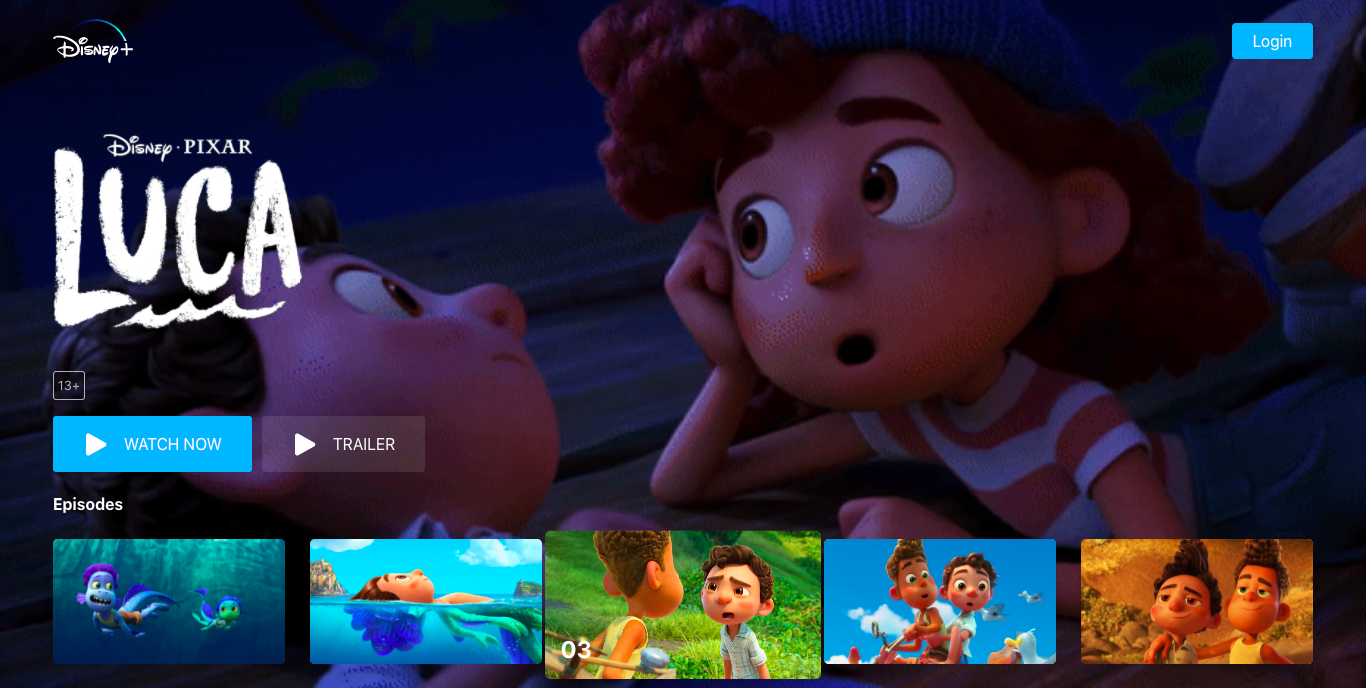 Disney+
Login
Disney · PIXAR
LUCA
13+
WATCH NOW
TRAILER
Episodes
03